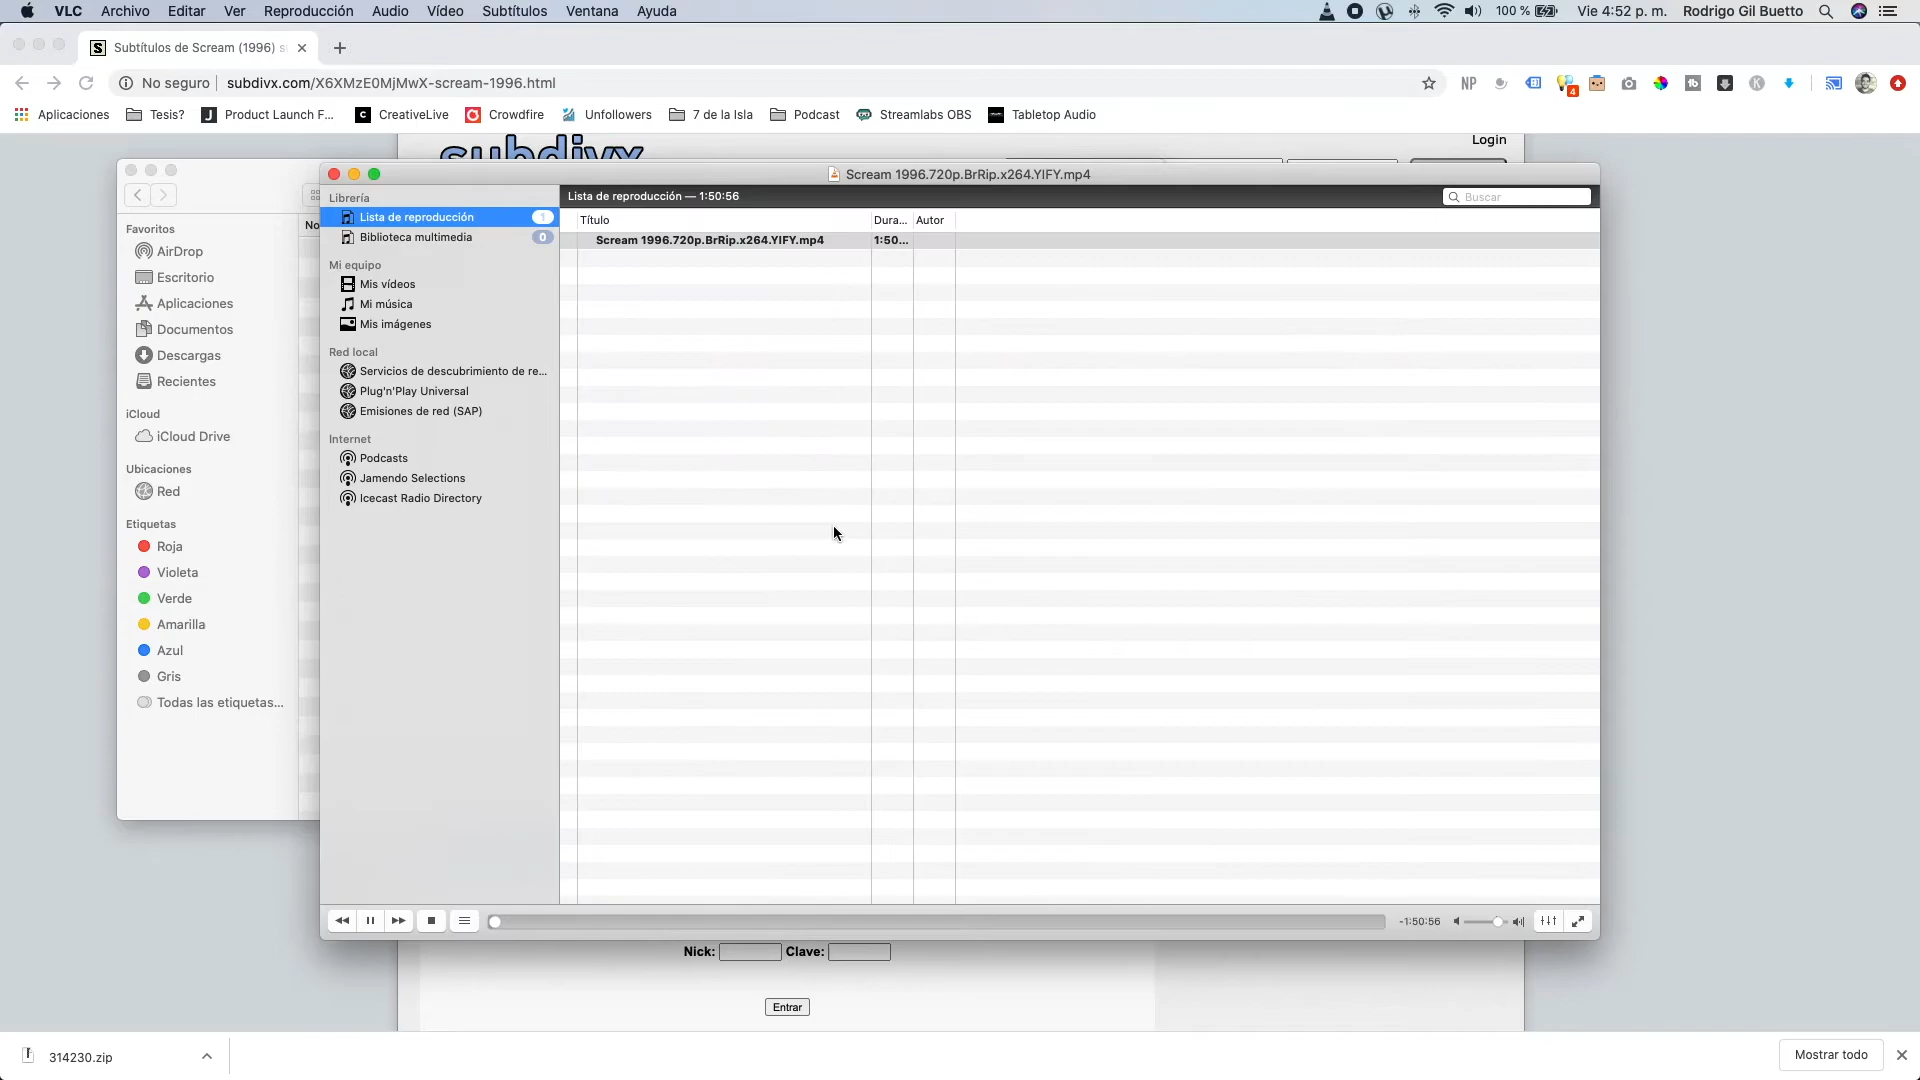 VLC Archivo Editar Ver Reproducción Audio Vídeo Subtítulos Ventana Ayuda 100 % Vie 4:52 p. m. Rodrigo Gil Buetto
Subtítulos de Scream (1996) s
No seguro subdivx.com/X6XMzE0MjMwX-scream-1996.html NP 4
Aplicaciones Tesis? Product Launch F... CreativeLive Crowdfire Unfollowers 7 de la Isla Podcast Streamlabs OBS Tabletop Audio
subdivx
Login
Scream 1996.720p.BrRip.x264.YIFY.mp4
Favoritos
AirDrop
Escritorio
Aplicaciones
Documentos
Descargas
Recientes
iCloud
iCloud Drive
Ubicaciones
Red
Etiquetas
Roja
Violeta
Verde
Amarilla
Azul
Gris
Todas las etiquetas...
No
Librería
Lista de reproducción 1
Biblioteca multimedia 0
Mi equipo
Mis vídeos
Mi música
Mis imágenes
Red local
Servicios de descubrimiento de re...
Plug'n'Play Universal
Emisiones de red (SAP)
Internet
Podcasts
Jamendo Selections
Icecast Radio Directory
Lista de reproducción — 1:50:56
Buscar
Título Dura... Autor
Scream 1996.720p.BrRip.x264.YIFY.mp4 1:50...
-1:50:56
Nick: Clave:
Entrar
314230.zip
Mostrar todo